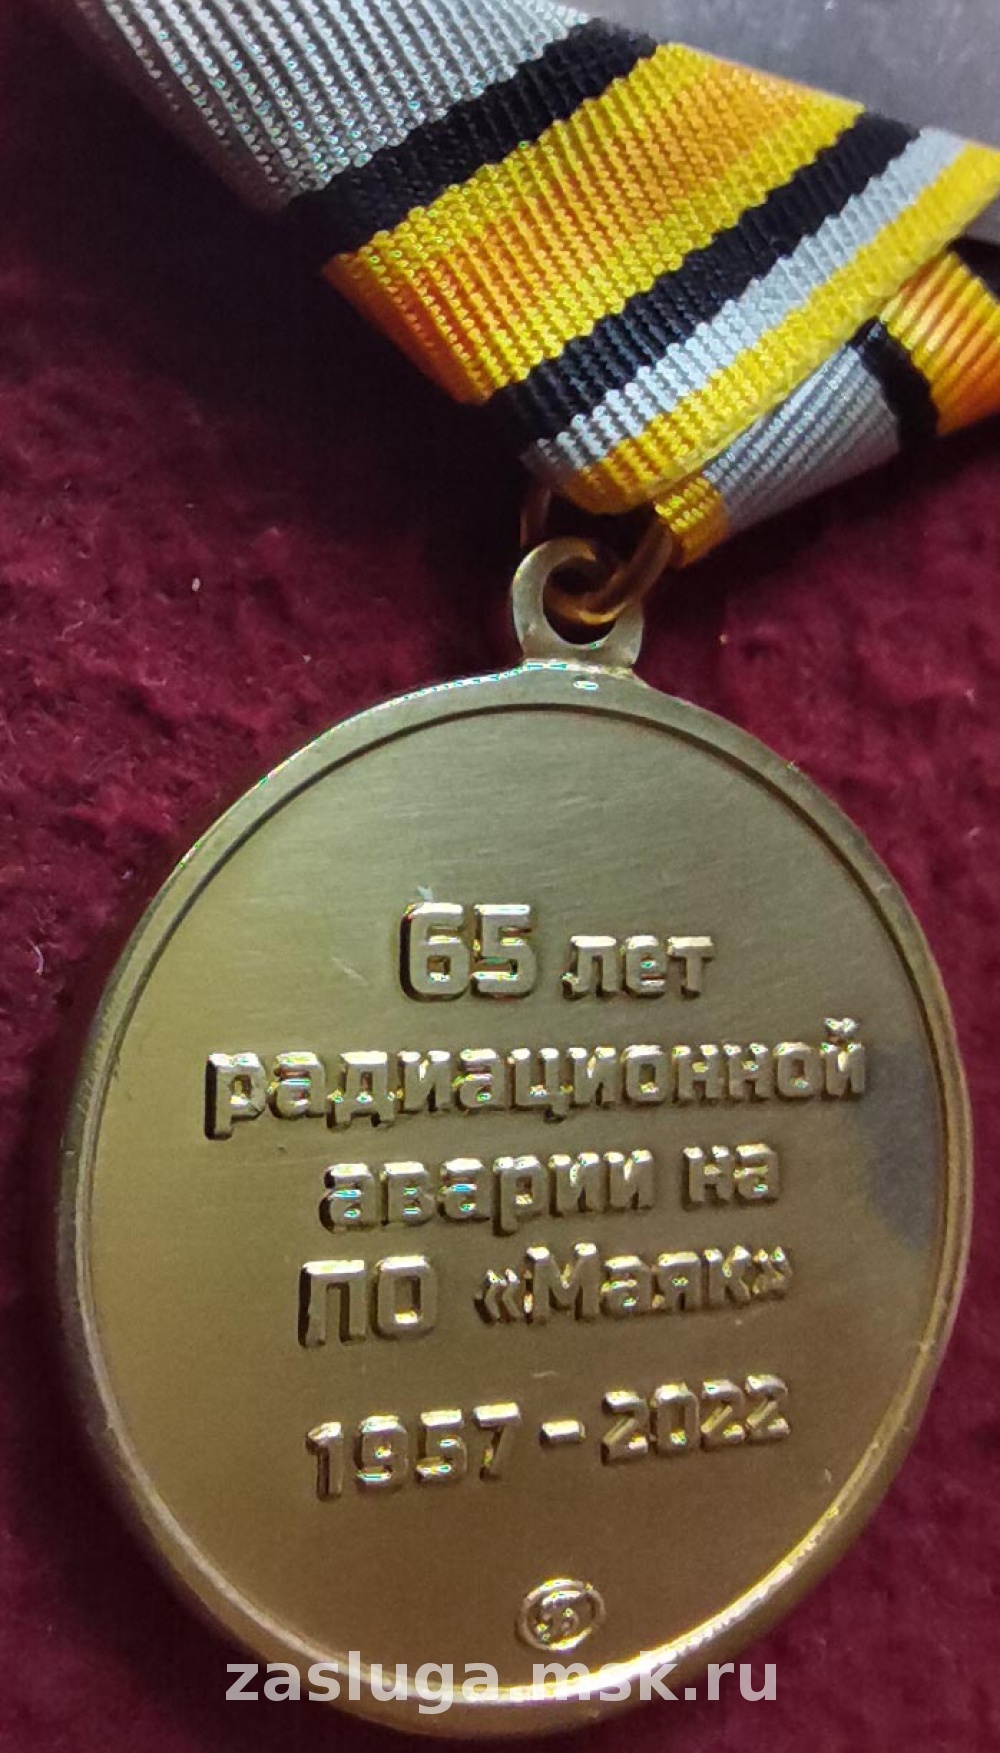 65 лет
радиационной
аварии на
ПО «Маяк»
1957-2022
zasluga.msk.ru